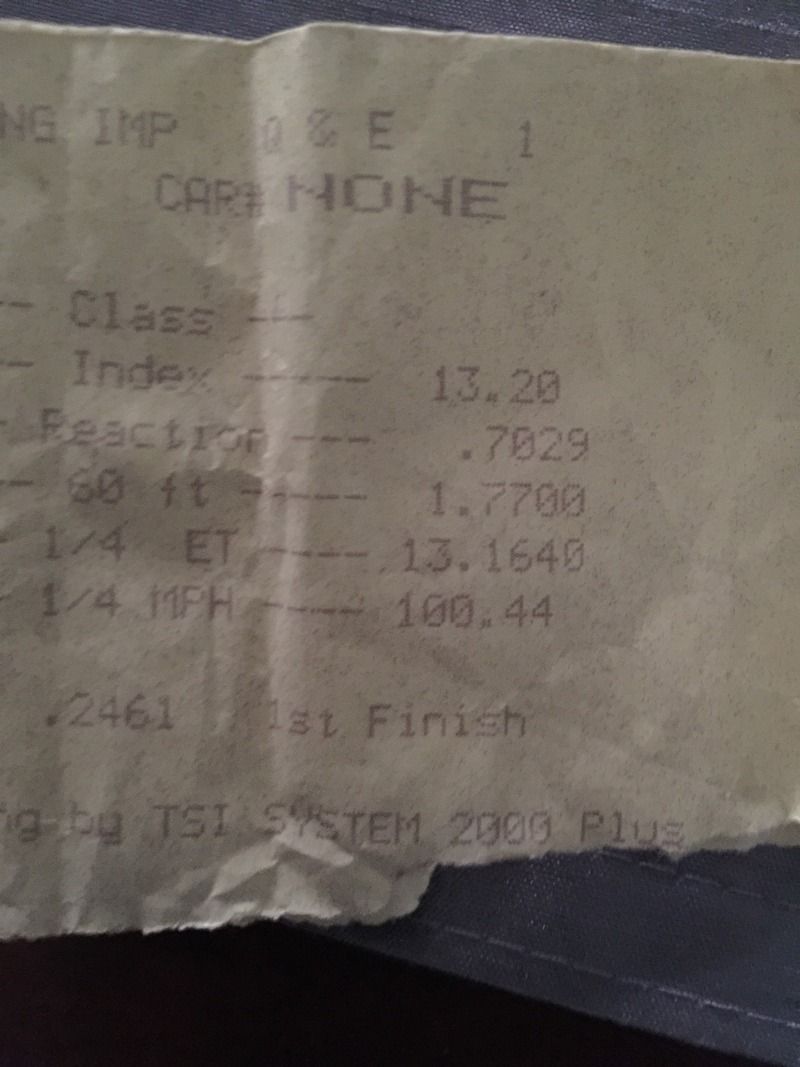 NG IMP Q & E 1
CAR# NONE
-- Class --
-- Index ----- 13.20
- Reaction --- .7029
-- 60 ft ----- 1.7700
- 1/4 ET ---- 13.1640
- 1/4 MPH ---- 100.44
.2461 1st Finish
ng by TSI SYSTEM 2000 Plus